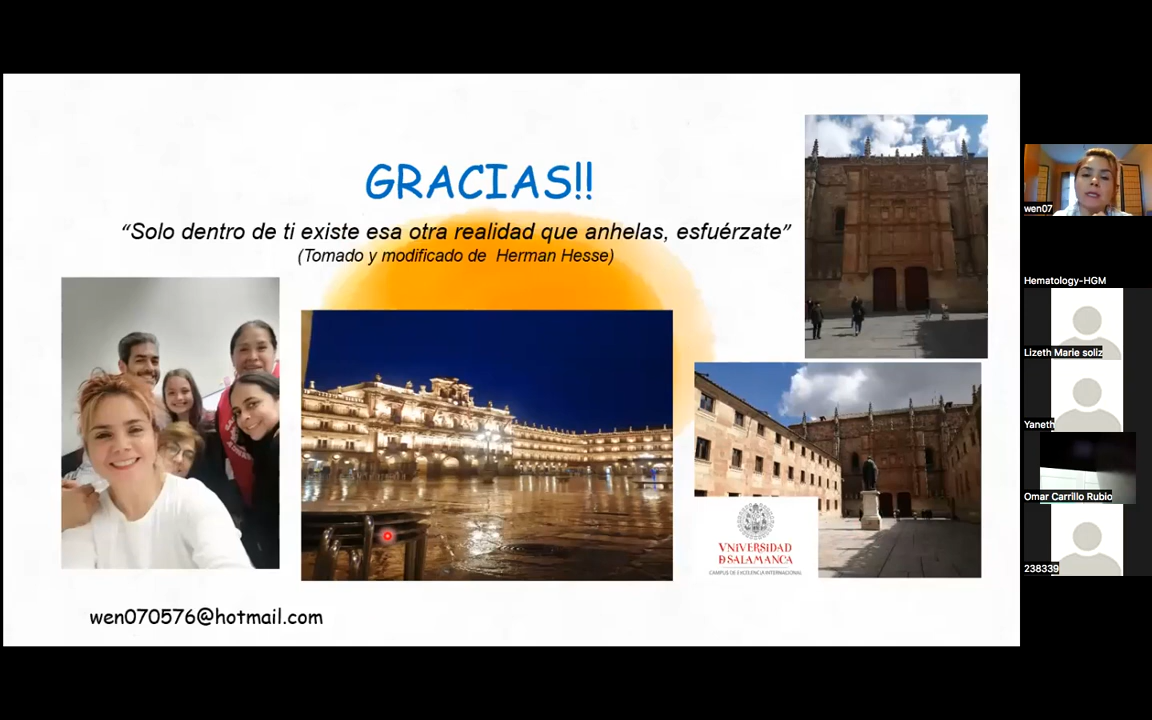 GRACIAS!!
“Solo dentro de ti existe esa otra realidad que anhelas, esfuérzate”
(Tomado y modificado de Herman Hesse)
VNiVERSiDAD
D SALAMANCA
CAMPUS DE EXCELENCIA INTERNACIONAL
wen070576@hotmail.com
wen07
Hematology-HGM
Lizeth Marie soliz
Yaneth
Omar Carrillo Rubio
238339